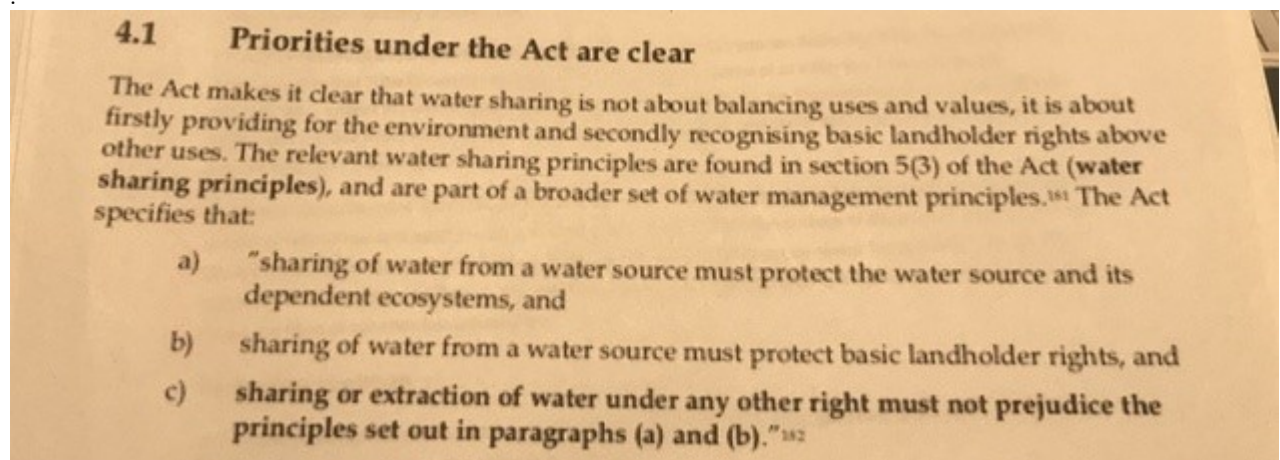 4.1 Priorities under the Act are clear
The Act makes it clear that water sharing is not about balancing uses and values, it is about
firstly providing for the environment and secondly recognising basic landholder rights above
other uses. The relevant water sharing principles are found in section 5(3) of the Act (water
sharing principles), and are part of a broader set of water management principles.¹⁶¹ The Act
specifies that:
a) "sharing of water from a water source must protect the water source and its
dependent ecosystems, and
b) sharing of water from a water source must protect basic landholder rights, and
c) sharing or extraction of water under any other right must not prejudice the
principles set out in paragraphs (a) and (b)."¹⁶²